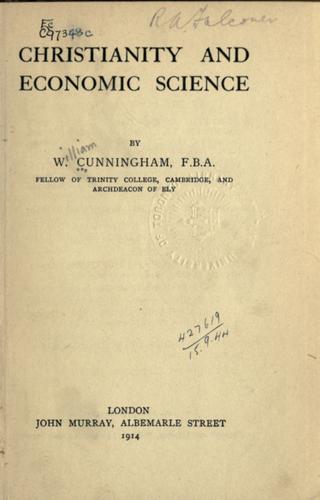 Ec
C97343c
R A Falconer
CHRISTIANITY AND
ECONOMIC SCIENCE
BY
William
W. CUNNINGHAM, F.B.A.
FELLOW OF TRINITY COLLEGE, CAMBRIDGE, AND
ARCHDEACON OF ELY
427619
15.9.44
LONDON
JOHN MURRAY, ALBEMARLE STREET
1914